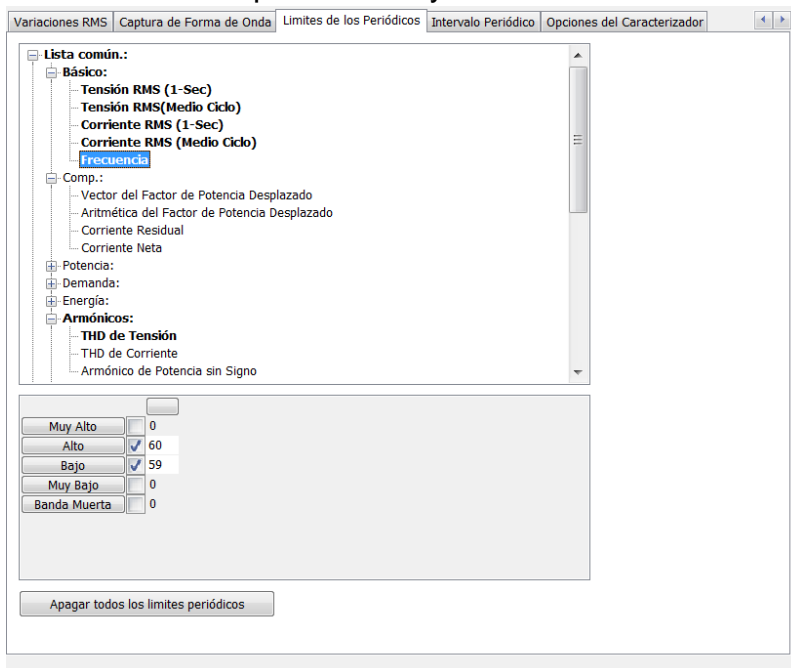 Variaciones RMS Captura de Forma de Onda Limites de los Periódicos Intervalo Periódico Opciones del Caracterizador
Lista común.:
Básico:
Tensión RMS (1-Sec)
Tensión RMS(Medio Ciclo)
Corriente RMS (1-Sec)
Corriente RMS (Medio Ciclo)
Frecuencia
Comp.:
Vector del Factor de Potencia Desplazado
Aritmética del Factor de Potencia Desplazado
Corriente Residual
Corriente Neta
Potencia:
Demanda:
Energía:
Armónicos:
THD de Tensión
THD de Corriente
Armónico de Potencia sin Signo
Muy Alto 0
Alto 60
Bajo 59
Muy Bajo 0
Banda Muerta 0
Apagar todos los limites periódicos